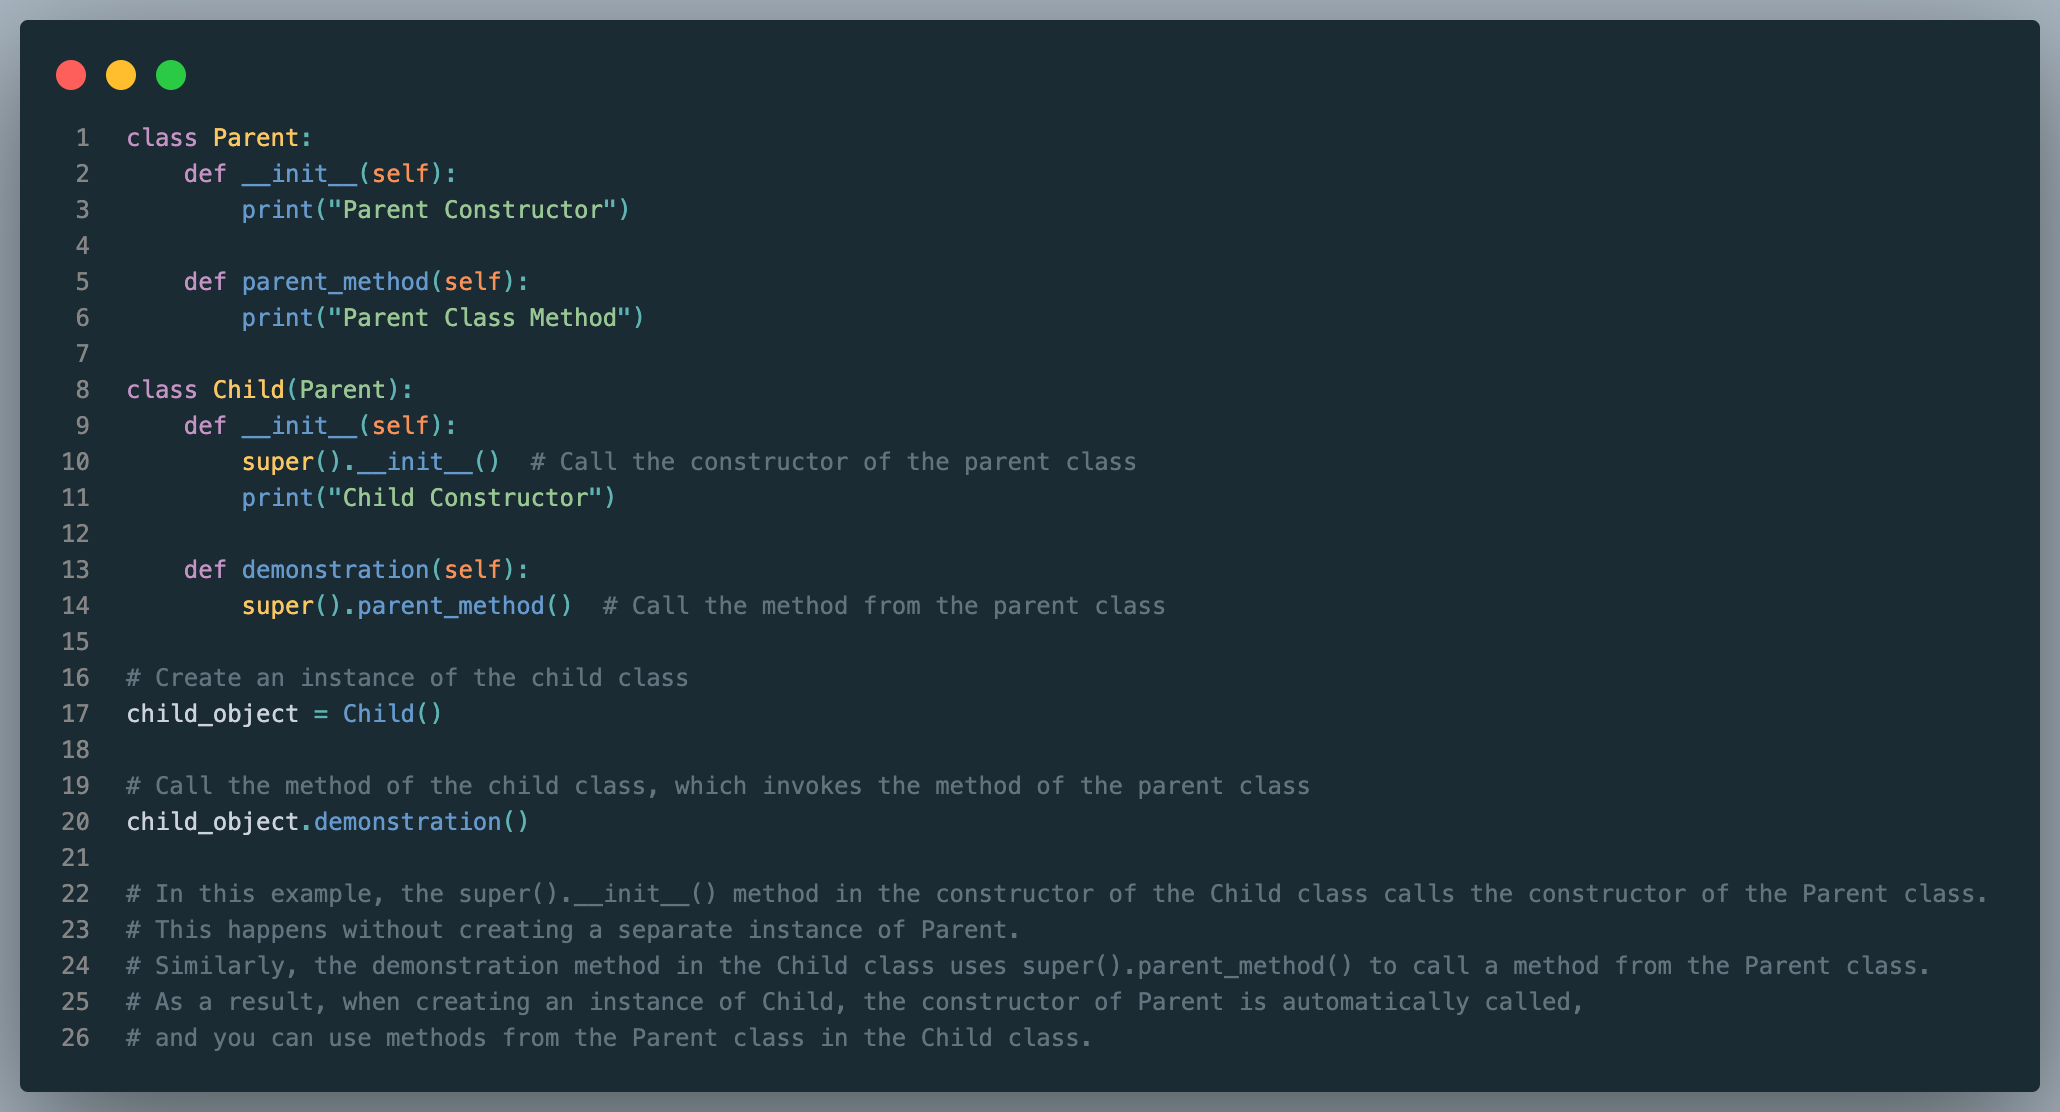 1 class Parent:
2     def __init__(self):
3         print("Parent Constructor")
4
5     def parent_method(self):
6         print("Parent Class Method")
7
8 class Child(Parent):
9     def __init__(self):
10         super().__init__()  # Call the constructor of the parent class
11         print("Child Constructor")
12
13     def demonstration(self):
14         super().parent_method()  # Call the method from the parent class
15
16 # Create an instance of the child class
17 child_object = Child()
18
19 # Call the method of the child class, which invokes the method of the parent class
20 child_object.demonstration()
21
22 # In this example, the super().__init__() method in the constructor of the Child class calls the constructor of the Parent class.
23 # This happens without creating a separate instance of Parent.
24 # Similarly, the demonstration method in the Child class uses super().parent_method() to call a method from the Parent class.
25 # As a result, when creating an instance of Child, the constructor of Parent is automatically called,
26 # and you can use methods from the Parent class in the Child class.